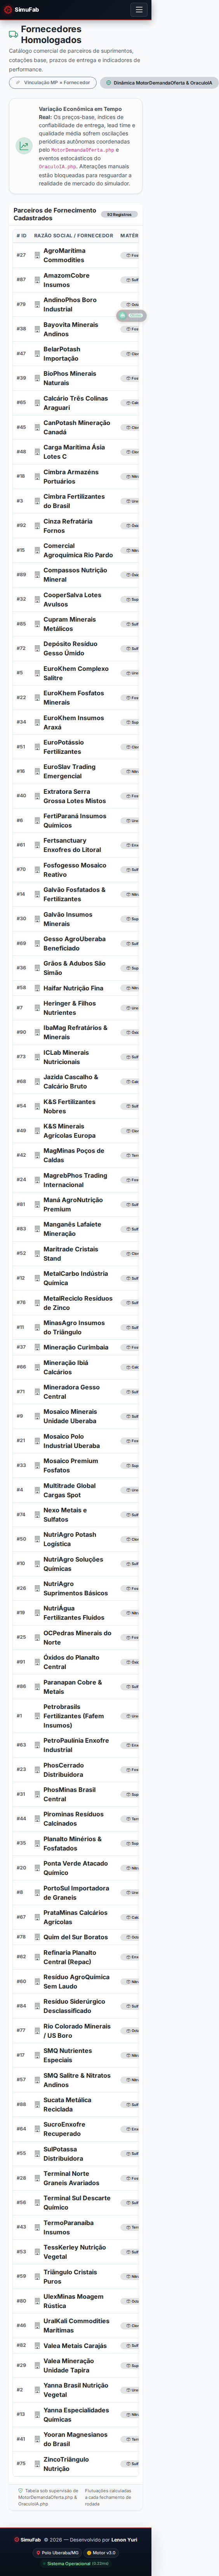 SimuFab
Fornecedores
Homologados
Catálogo comercial de parceiros de suprimentos,
cotações base, prazos de entrega e indicadores de
performance.
Vinculação MP ↔ Fornecedor
Dinâmica MotorDemandaOferta & OraculoIA
Variação Econômica em Tempo
Real: Os preços-base, índices de
confiabilidade de entrega, lead time e
qualidade média sofrem oscilações
periódicas autônomas coordenadas
pelo MotorDemandaOferta.php e
eventos estocásticos do
OraculoIA.php. Alterações manuais
estão bloqueadas para resguardar a
realidade de mercado do simulador.
Parceiros de Fornecimento
Cadastrados
92 Registros
# ID RAZÃO SOCIAL / FORNECEDOR MATÉR
#27 AgroMarítima
Commodities
#87 AmazomCobre
Insumos
#79 AndinoPhos Boro
Industrial
#38 Bayovita Minerais
Andinos
#47 BelarPotash
Importação
#39 BioPhos Minerais
Naturais
#65 Calcário Três Colinas
Araguari
#45 CanPotash Mineração
Canadá
#48 Carga Marítima Ásia
Lotes C
#18 Cimbra Armazéns
Portuários
#3 Cimbra Fertilizantes
do Brasil
#92 Cinza Refratária
Fornos
#15 Comercial
Agroquímica Rio Pardo
#89 Compassos Nutrição
Mineral
#32 CooperSalva Lotes
Avulsos
#85 Cupram Minerais
Metálicos
#72 Depósito Resíduo
Gesso Úmido
#5 EuroKhem Complexo
Salitre
#22 EuroKhem Fosfatos
Minerais
#34 EuroKhem Insumos
Araxá
#51 EuroPotássio
Fertilizantes
#16 EuroSlav Trading
Emergencial
#40 Extratora Serra
Grossa Lotes Mistos
#6 FertiParaná Insumos
Químicos
#61 Fertsanctuary
Enxofres do Litoral
#70 Fosfogesso Mosaico
Reativo
#14 Galvão Fosfatados &
Fertilizantes
#30 Galvão Insumos
Minerais
#69 Gesso AgroUberaba
Beneficiado
#36 Grãos & Adubos São
Simão
#58 Haifar Nutrição Fina
#7 Heringer & Filhos
Nutrientes
#90 IbaMag Refratários &
Minerais
#73 ICLab Minerais
Nutricionais
#68 Jazida Cascalho &
Calcário Bruto
#54 K&S Fertilizantes
Nobres
#49 K&S Minerais
Agrícolas Europa
#42 MagMinas Poços de
Caldas
#24 MagrebPhos Trading
Internacional
#81 Maná AgroNutrição
Premium
#83 Manganês Lafaiete
Mineração
#52 Maritrade Cristais
Stand
#12 MetalCarbo Indústria
Química
#76 MetalReciclo Resíduos
de Zinco
#11 MinasAgro Insumos
do Triângulo
#37 Mineração Curimbaia
#66 Mineração Ibiá
Calcários
#71 Mineradora Gesso
Central
#9 Mosaico Minerais
Unidade Uberaba
#21 Mosaico Polo
Industrial Uberaba
#33 Mosaico Premium
Fosfatos
#4 Multitrade Global
Cargas Spot
#74 Nexo Metais e
Sulfatos
#50 NutriAgro Potash
Logística
#10 NutriAgro Soluções
Químicas
#26 NutriAgro
Suprimentos Básicos
#19 NutriÁgua
Fertilizantes Fluidos
#25 OCPedras Minerais do
Norte
#91 Óxidos do Planalto
Central
#86 Paranapan Cobre &
Metais
#1 Petrobrasils
Fertilizantes (Fafem
Insumos)
#63 PetroPaulínia Enxofre
Industrial
#23 PhosCerrado
Distribuidora
#31 PhosMinas Brasil
Central
#44 Pirominas Resíduos
Calcinados
#35 Planalto Minérios &
Fosfatados
#20 Ponta Verde Atacado
Químico
#8 PortoSul Importadora
de Graneis
#67 PrataMinas Calcários
Agrícolas
#78 Quim del Sur Boratos
#62 Refinaria Planalto
Central (Repac)
#60 Resíduo AgroQuímica
Sem Laudo
#84 Resíduo Siderúrgico
Desclassificado
#77 Rio Colorado Minerais
/ US Boro
#17 SMQ Nutrientes
Especiais
#57 SMQ Salitre & Nitratos
Andinos
#88 Sucata Metálica
Reciclada
#64 SucroEnxofre
Recuperado
#55 SulPotassa
Distribuidora
#28 Terminal Norte
Graneis Avariados
#56 Terminal Sul Descarte
Químico
#43 TermoParanaíba
Insumos
#53 TessKerley Nutrição
Vegetal
#59 Triângulo Cristais
Puros
#80 UlexMinas Moagem
Rústica
#46 UralKali Commodities
Marítimas
#82 Valea Metais Carajás
#29 Valea Mineração
Unidade Tapira
#2 Yanna Brasil Nutrição
Vegetal
#13 Yanna Especialidades
Químicas
#41 Yooran Magnesianos
do Brasil
#75 ZincoTriângulo
Nutrição
Tabela sob supervisão de
MotorDemandaOferta.php &
OraculoIA.php
Flutuações calculadas
a cada fechamento de
rodada
SimuFab © 2026 — Desenvolvido por Lenon Yuri
Polo Uberaba/MG
Motor v3.0
Sistema Operacional